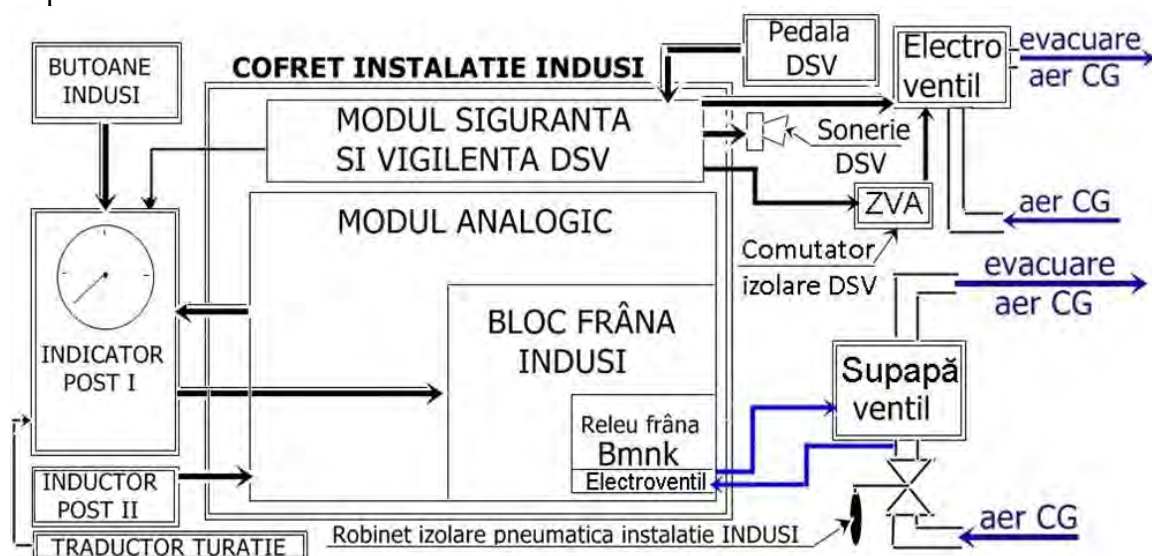 BUTOANE
INDUSI
COFRET INSTALATIE INDUSI
Pedala
DSV
Electro
ventil
evacuare
aer CG
MODUL SIGURANTA
SI VIGILENTA DSV
Sonerie
DSV
ZVA
aer CG
Comutator
izolare DSV
MODUL ANALOGIC
evacuare
aer CG
INDICATOR
POST I
BLOC FRÂNA
INDUSI
Supapă
ventil
Releu frâna
Bmnk
Electroventil
INDUCTOR
POST II
Robinet izolare pneumatica instalatie INDUSI
aer CG
TRADUCTOR TURATIE